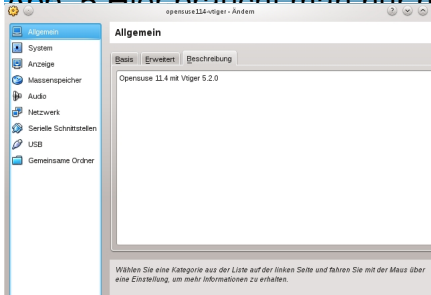 opensuse114-vtiger - Ändern
Allgemein
System
Anzeige
Massenspeicher
Audio
Netzwerk
Serielle Schnittstellen
USB
Gemeinsame Ordner
Allgemein
Basis
Erweitert
Beschreibung
Opensuse 11.4 mit Vtiger 5.2.0
Wählen Sie eine Kategorie aus der Liste auf der linken Seite und fahren Sie mit der Maus über
eine Einstellung, um mehr Informationen zu erhalten.